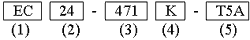 EC 24 - 471 K - T5A
(1) (2) (3) (4) (5)